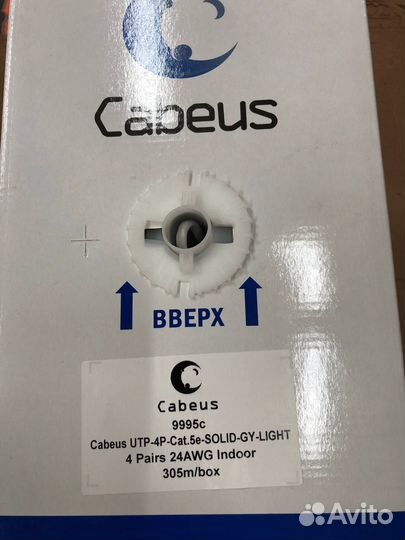 Cabeus
ВВЕРХ
Cabeus
9995c
Cabeus UTP-4P-Cat.5e-SOLID-GY-LIGHT
4 Pairs 24AWG Indoor
305m/box
Avito